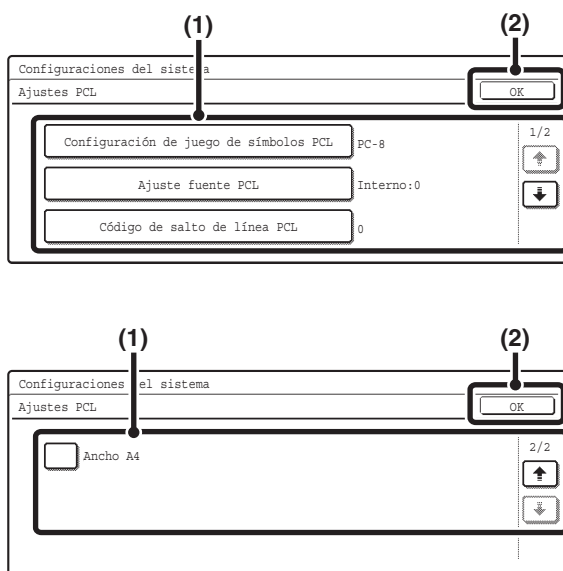 (1)
(2)
Configuraciones del sistema
Ajustes PCL
OK
Configuración de juego de símbolos PCL
PC-8
1/2
Ajuste fuente PCL
Interno:0
Código de salto de línea PCL
0
(1)
(2)
Configuraciones del sistema
Ajustes PCL
OK
Ancho A4
2/2